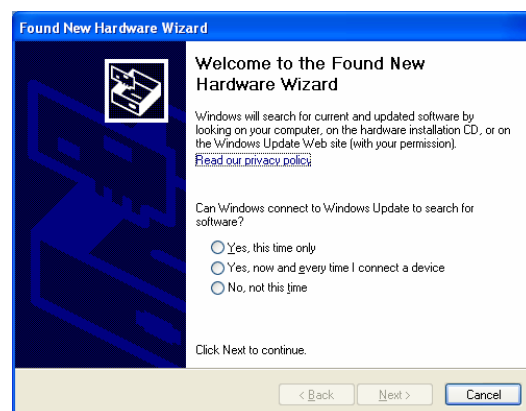 Found New Hardware Wizard
Welcome to the Found New
Hardware Wizard
Windows will search for current and updated software by
looking on your computer, on the hardware installation CD, or on
the Windows Update Web site (with your permission).
Read our privacy policy
Can Windows connect to Windows Update to search for
software?
Yes, this time only
Yes, now and every time I connect a device
No, not this time
Click Next to continue.
< Back Next > Cancel